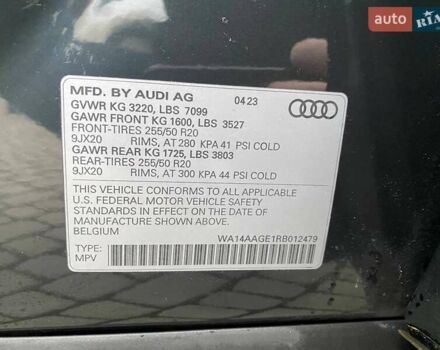 RIA
MFD. BY AUDI AG 04 23
GVWR KG 3220, LBS 7099
GAWR FRONT KG 1600, LBS 3527
FRONT-TIRES 255/50 R20
9JX20 RIMS, AT 280 KPA 41 PSI COLD
GAWR REAR KG 1725, LBS 3803
REAR-TIRES 255/50 R20
9JX20 RIMS, AT 300 KPA 44 PSI COLD
THIS VEHICLE CONFORMS TO ALL APPLICABLE
U.S. FEDERAL MOTOR VEHICLE SAFETY
STANDARDS IN EFFECT ON THE DATE OF
MANUFACTURE SHOWN ABOVE.
BELGIUM
TYPE: WA14AAGE1RB012479
MPV